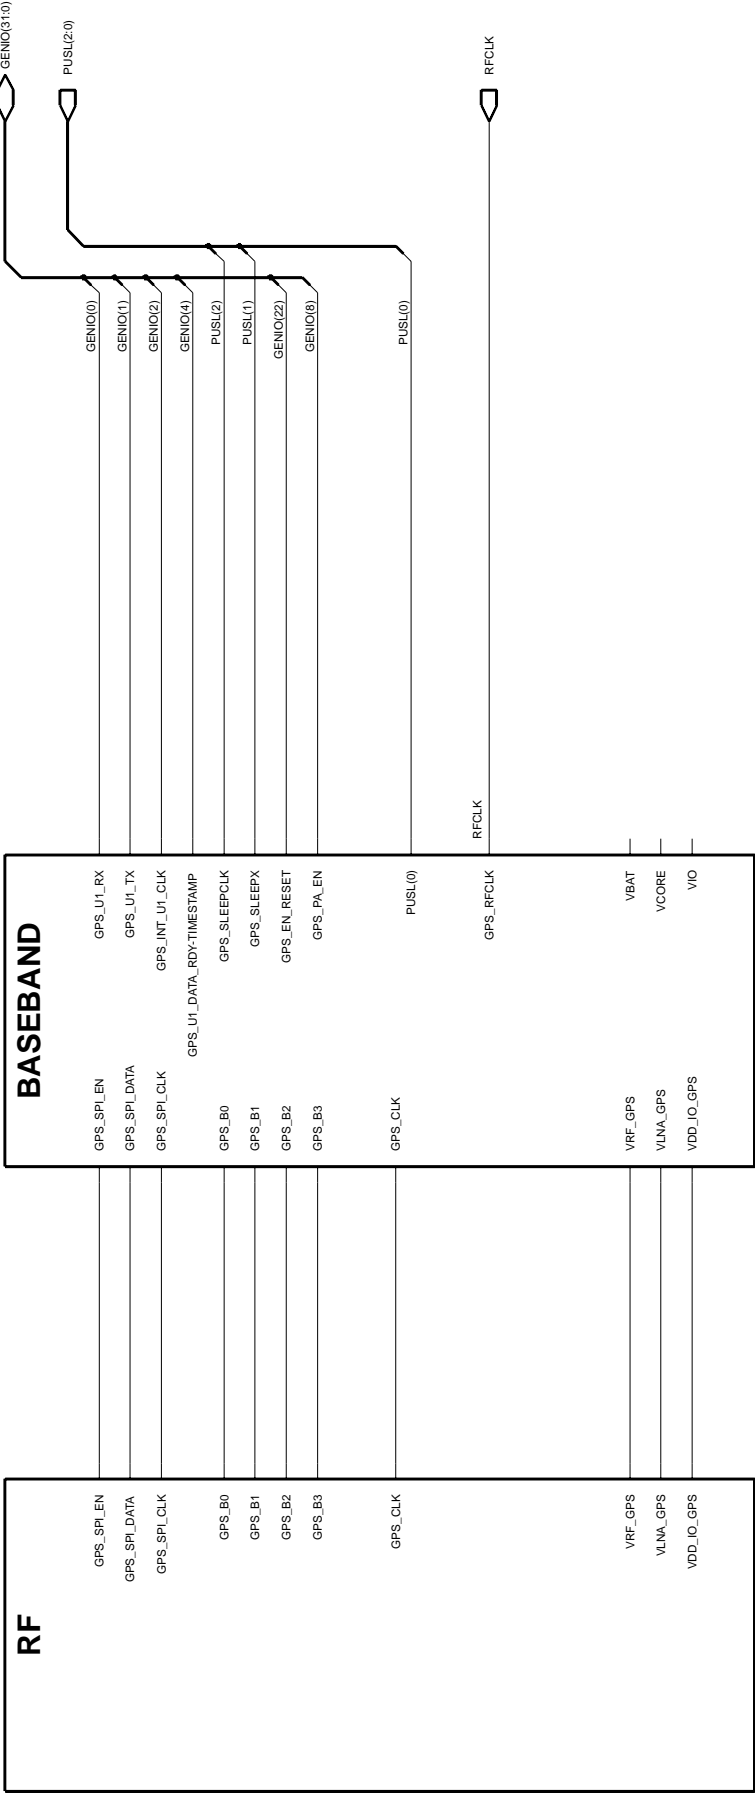 GENIO(31:0)
PUSL(2:0)
RFCLK
GENIO(0)
GENIO(1)
GENIO(2)
GENIO(4)
PUSL(2)
PUSL(1)
GENIO(22)
GENIO(8)
PUSL(0)
RFCLK
BASEBAND
GPS_U1_RX
GPS_U1_TX
GPS_INT_U1_CLK
GPS_U1_DATA_RDY-TIMESTAMP
GPS_SLEEPCLK
GPS_SLEEPX
GPS_EN_RESET
GPS_PA_EN
PUSL(0)
GPS_RFCLK
VBAT
VCORE
VIO
GPS_SPI_EN
GPS_SPI_DATA
GPS_SPI_CLK
GPS_B0
GPS_B1
GPS_B2
GPS_B3
GPS_CLK
VRF_GPS
VLNA_GPS
VDD_IO_GPS
RF
GPS_SPI_EN
GPS_SPI_DATA
GPS_SPI_CLK
GPS_B0
GPS_B1
GPS_B2
GPS_B3
GPS_CLK
VRF_GPS
VLNA_GPS
VDD_IO_GPS